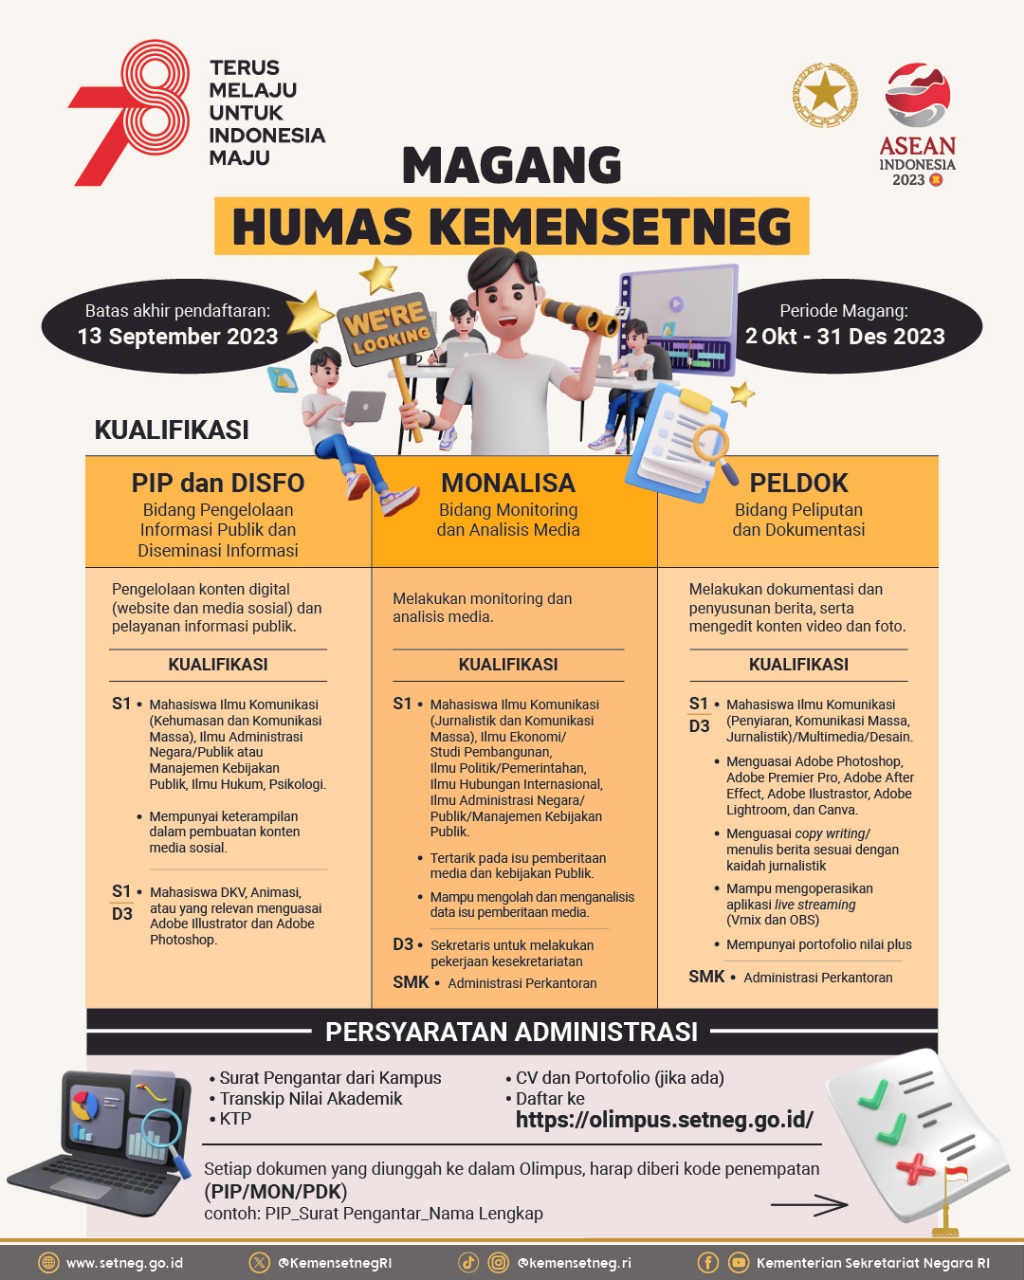 78
TERUS
MELAJU
UNTUK
INDONESIA
MAJU
ASEAN
INDONESIA
2023
MAGANG
HUMAS KEMENSETNEG
Batas akhir pendaftaran:
13 September 2023
WE'RE
LOOKING
Periode Magang:
2 Okt - 31 Des 2023
KUALIFIKASI
PIP dan DISFO
Bidang Pengelolaan
Informasi Publik dan
Diseminasi Informasi
Pengelolaan konten digital
(website dan media sosial) dan
pelayanan informasi publik.
KUALIFIKASI
S1 • Mahasiswa Ilmu Komunikasi
(Kehumasan dan Komunikasi
Massa), Ilmu Administrasi
Negara/Publik atau
Manajemen Kebijakan
Publik, Ilmu Hukum, Psikologi.
• Mempunyai keterampilan
dalam pembuatan konten
media sosial.
S1 • Mahasiswa DKV, Animasi,
D3 atau yang relevan menguasai
Adobe Illustrator dan Adobe
Photoshop.
MONALISA
Bidang Monitoring
dan Analisis Media
Melakukan monitoring dan
analisis media.
KUALIFIKASI
S1 • Mahasiswa Ilmu Komunikasi
(Jurnalistik dan Komunikasi
Massa), Ilmu Ekonomi/
Studi Pembangunan,
Ilmu Politik/Pemerintahan,
Ilmu Hubungan Internasional,
Ilmu Administrasi Negara/
Publik/Manajemen Kebijakan
Publik.
• Tertarik pada isu pemberitaan
media dan kebijakan Publik.
• Mampu mengolah dan menganalisis
data isu pemberitaan media.
D3 • Sekretaris untuk melakukan
pekerjaan kesekretariatan
SMK • Administrasi Perkantoran
PELDOK
Bidang Peliputan
dan Dokumentasi
Melakukan dokumentasi dan
penyusunan berita, serta
mengedit konten video dan foto.
KUALIFIKASI
S1 • Mahasiswa Ilmu Komunikasi
D3 (Penyiaran, Komunikasi Massa,
Jurnalistik)/Multimedia/Desain.
• Menguasai Adobe Photoshop,
Adobe Premier Pro, Adobe After
Effect, Adobe Ilustrastor, Adobe
Lightroom, dan Canva.
• Menguasai copy writing/
menulis berita sesuai dengan
kaidah jurnalistik
• Mampu mengoperasikan
aplikasi live streaming
(Vmix dan OBS)
• Mempunyai portofolio nilai plus
SMK • Administrasi Perkantoran
PERSYARATAN ADMINISTRASI
• Surat Pengantar dari Kampus
• Transkip Nilai Akademik
• KTP
• CV dan Portofolio (jika ada)
• Daftar ke
https://olimpus.setneg.go.id/
Setiap dokumen yang diunggah ke dalam Olimpus, harap diberi kode penempatan
(PIP/MON/PDK)
contoh: PIP_Surat Pengantar_Nama Lengkap
www.setneg.go.id
@KemensetnegRI
@kemensetneg.ri
Kementerian Sekretariat Negara RI